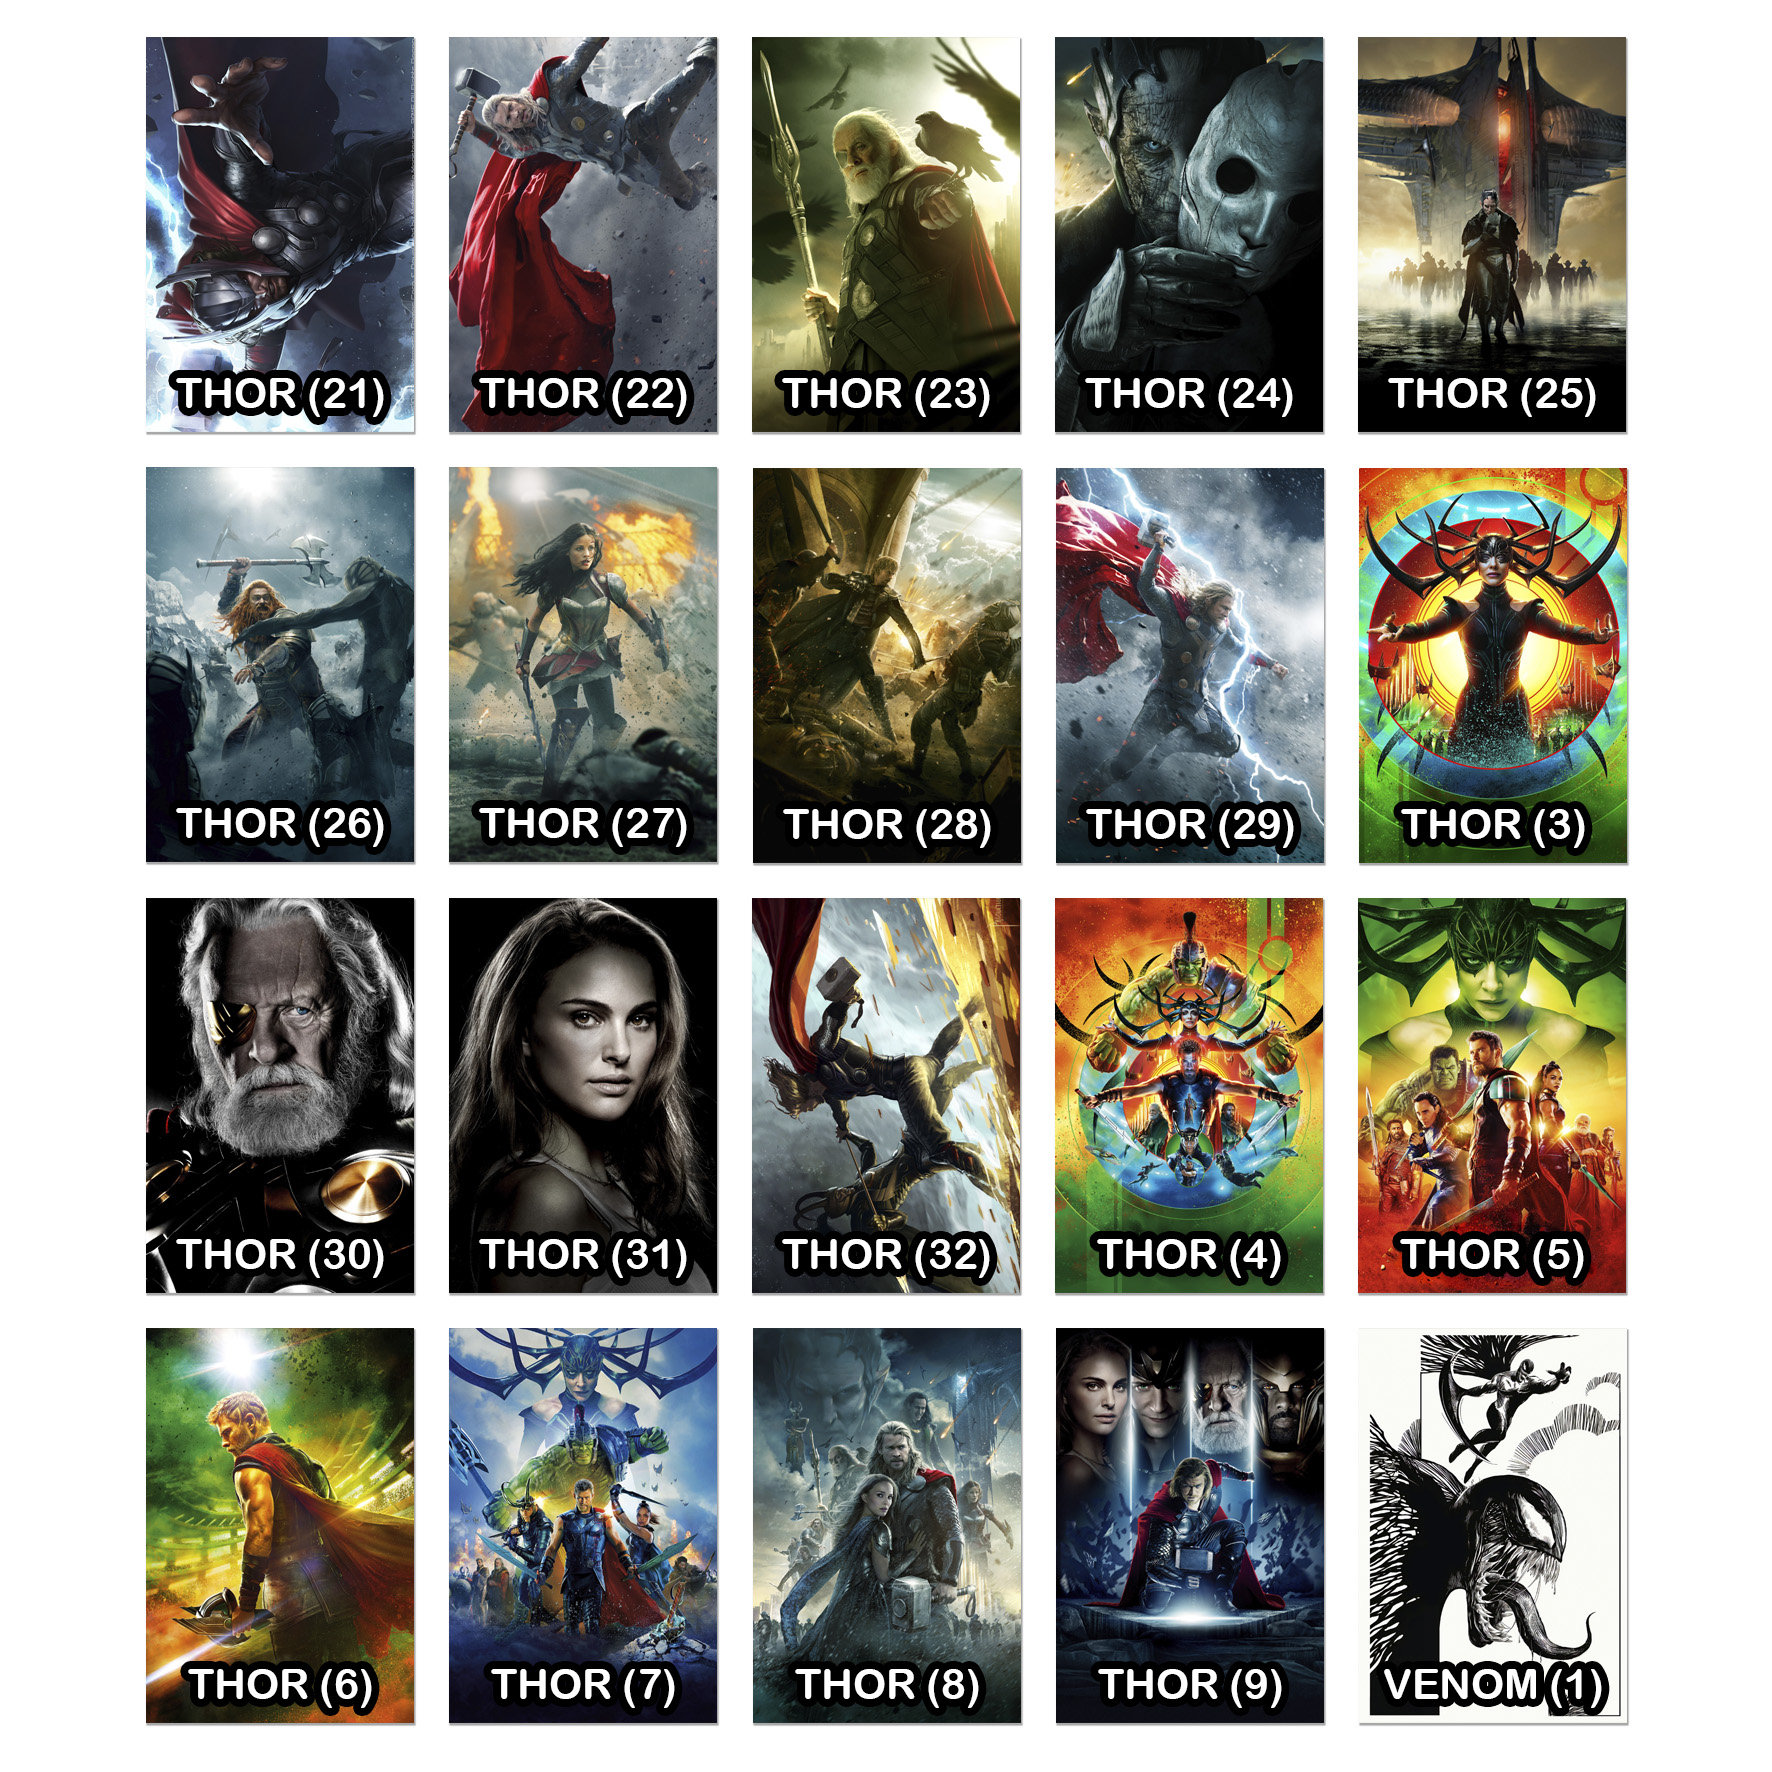 THOR (21)
THOR (22)
THOR (23)
THOR (24)
THOR (25)
THOR (26)
THOR (27)
THOR (28)
THOR (29)
THOR (3)
THOR (30)
THOR (31)
THOR (32)
THOR (4)
THOR (5)
THOR (6)
THOR (7)
THOR (8)
THOR (9)
VENOM (1)